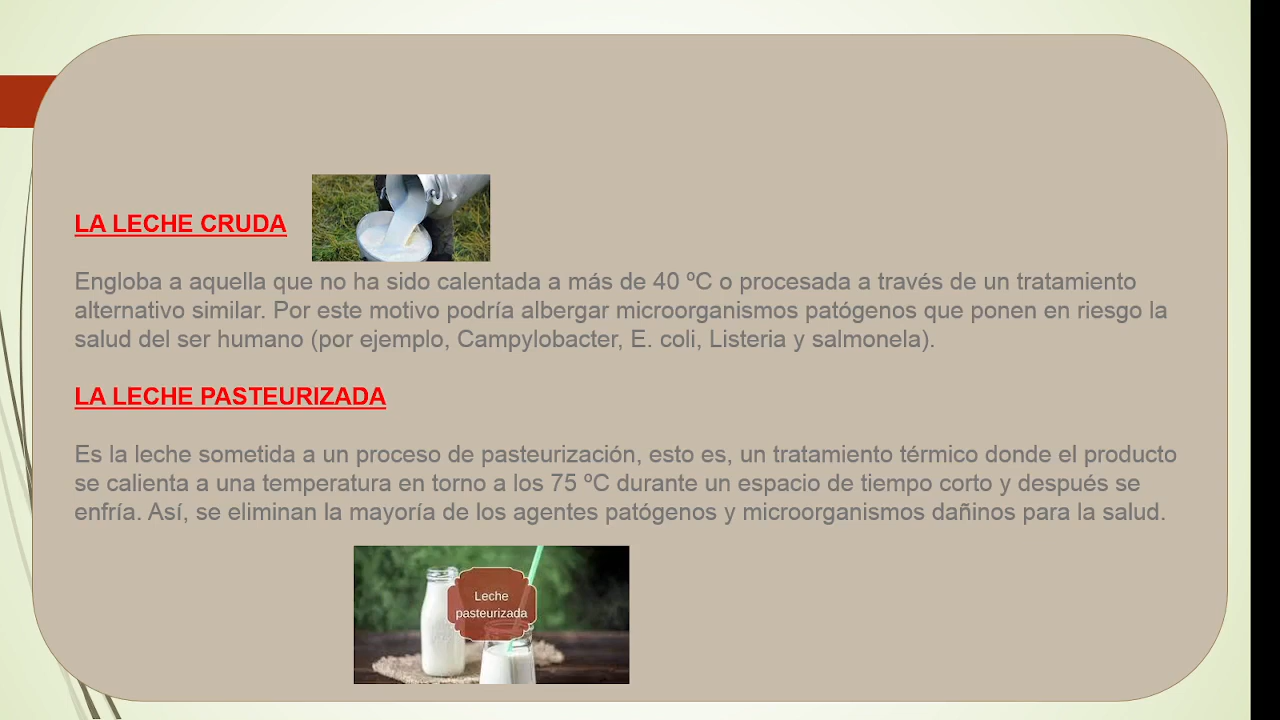 LA LECHE CRUDA
Engloba a aquella que no ha sido calentada a más de 40 ºC o procesada a través de un tratamiento
alternativo similar. Por este motivo podría albergar microorganismos patógenos que ponen en riesgo la
salud del ser humano (por ejemplo, Campylobacter, E. coli, Listeria y salmonela).
LA LECHE PASTEURIZADA
Es la leche sometida a un proceso de pasteurización, esto es, un tratamiento térmico donde el producto
se calienta a una temperatura en torno a los 75 ºC durante un espacio de tiempo corto y después se
enfría. Así, se eliminan la mayoría de los agentes patógenos y microorganismos dañinos para la salud.
Leche
pasteurizada